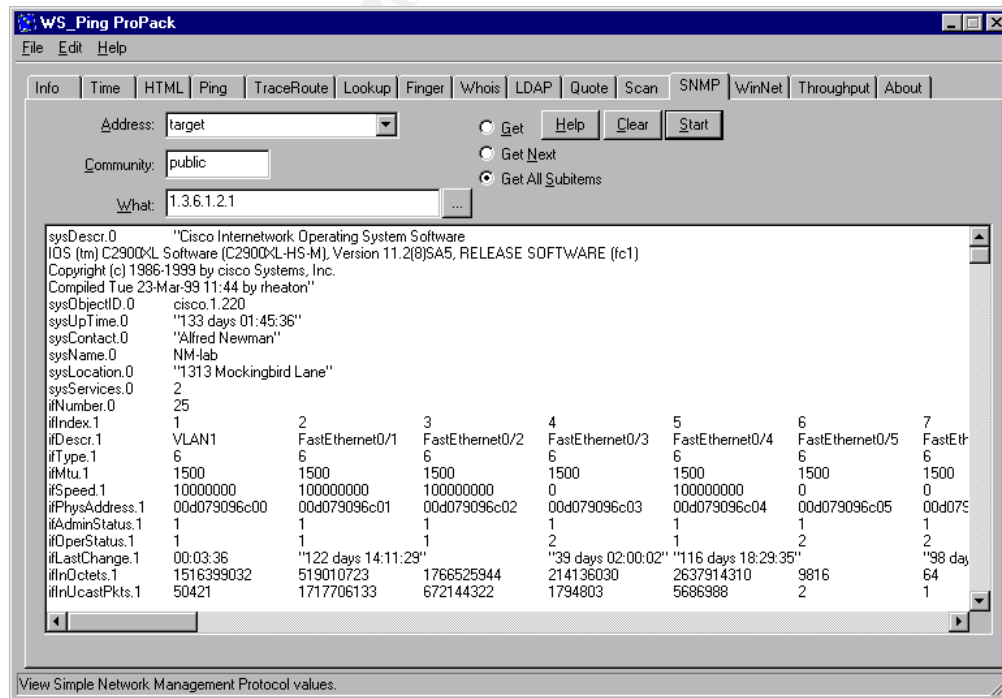 WS_Ping ProPack
File Edit Help
Info Time HTML Ping TraceRoute Lookup Finger Whois LDAP Quote Scan SNMP WinNet Throughput About
Address: target Get Help Clear Start
Community: public Get Next
Get All Subitems
What: 1.3.6.1.2.1 ...
sysDescr.0 "Cisco Internetwork Operating System Software
IOS (tm) C2900XL Software (C2900XL-HS-M), Version 11.2(8)SA5, RELEASE SOFTWARE (fc1)
Copyright (c) 1986-1999 by cisco Systems, Inc.
Compiled Tue 23-Mar-99 11:44 by rheaton"
sysObjectID.0 cisco.1.220
sysUpTime.0 "133 days 01:45:36"
sysContact.0 "Alfred Newman"
sysName.0 NM-lab
sysLocation.0 "1313 Mockingbird Lane"
sysServices.0 2
ifNumber.0 25
ifIndex.1 1 2 3 4 5 6 7
ifDescr.1 VLAN1 FastEthernet0/1 FastEthernet0/2 FastEthernet0/3 FastEthernet0/4 FastEthernet0/5 FastEth
ifType.1 6 6 6 6 6 6 6
ifMtu.1 1500 1500 1500 1500 1500 1500 1500
ifSpeed.1 10000000 100000000 100000000 0 100000000 0 0
ifPhysAddress.1 00d079096c00 00d079096c01 00d079096c02 00d079096c03 00d079096c04 00d079096c05 00d079
ifAdminStatus.1 1 1 1 1 1 1 1
ifOperStatus.1 1 1 1 2 1 2 2
ifLastChange.1 00:03:36 "122 days 14:11:29" "39 days 02:00:02" "116 days 18:29:35" "98 day
ifInOctets.1 1516399032 519010723 1766525944 214136030 2637914310 9816 64
ifInUcastPkts.1 50421 1717706133 672144322 1794803 5686988 2 1
View Simple Network Management Protocol values.